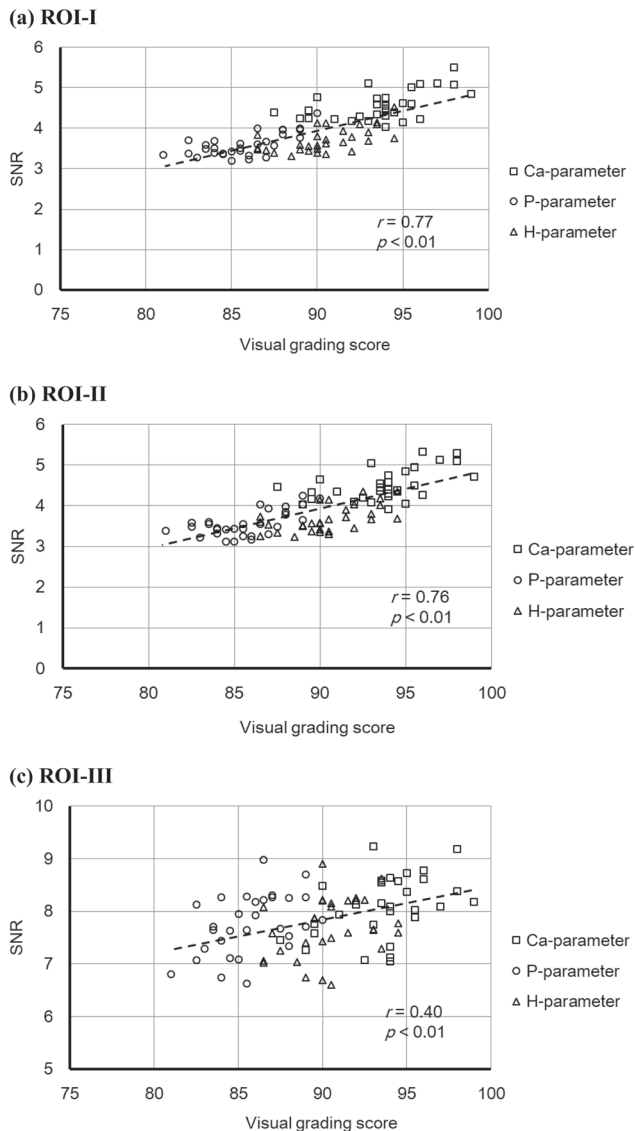 (a) ROI-I
6
5
4
3
2
1
0
SNR
75 80 85 90 95 100
Visual grading score
r = 0.77
p < 0.01
Ca-parameter
P-parameter
H-parameter
(b) ROI-II
6
5
4
3
2
1
0
SNR
75 80 85 90 95 100
Visual grading score
r = 0.76
p < 0.01
Ca-parameter
P-parameter
H-parameter
(c) ROI-III
10
9
8
7
6
5
SNR
75 80 85 90 95 100
Visual grading score
r = 0.40
p < 0.01
Ca-parameter
P-parameter
H-parameter